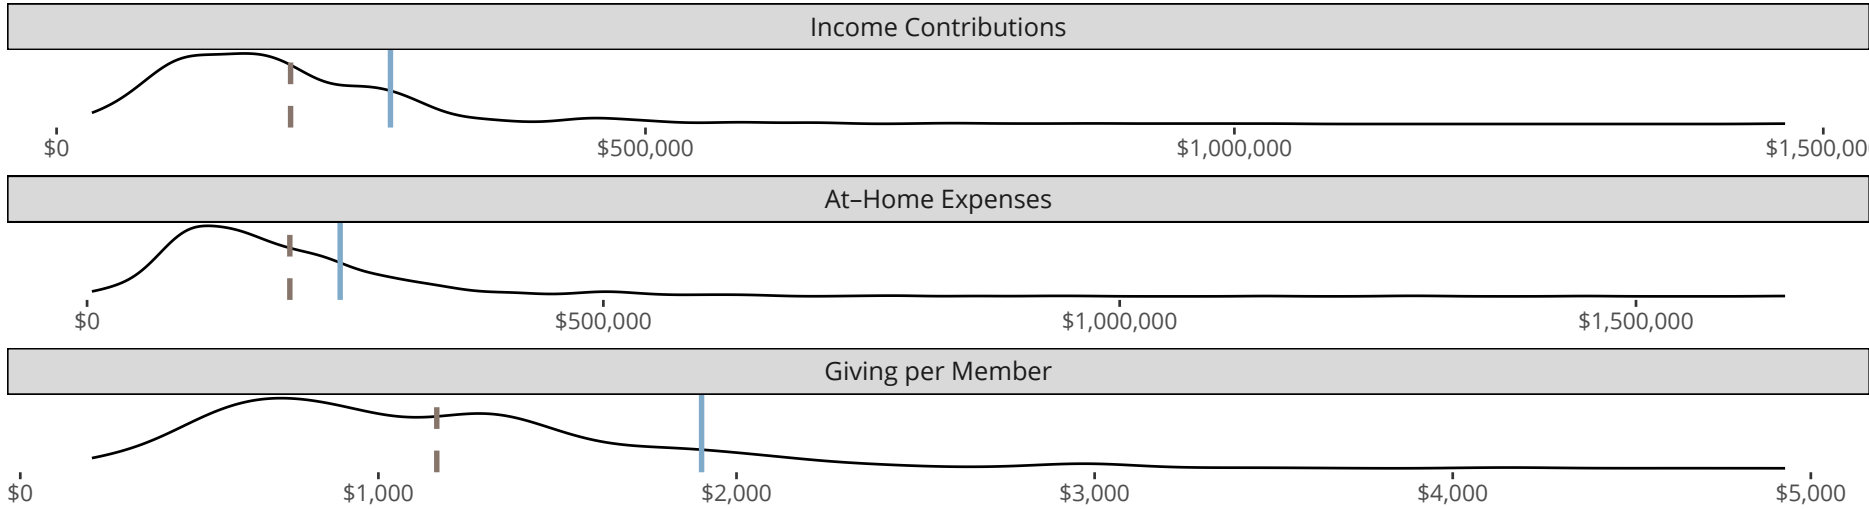 Income Contributions
$0 $500,000 $1,000,000 $1,500,00
At–Home Expenses
$0 $500,000 $1,000,000 $1,500,000
Giving per Member
$0 $1,000 $2,000 $3,000 $4,000 $5,000